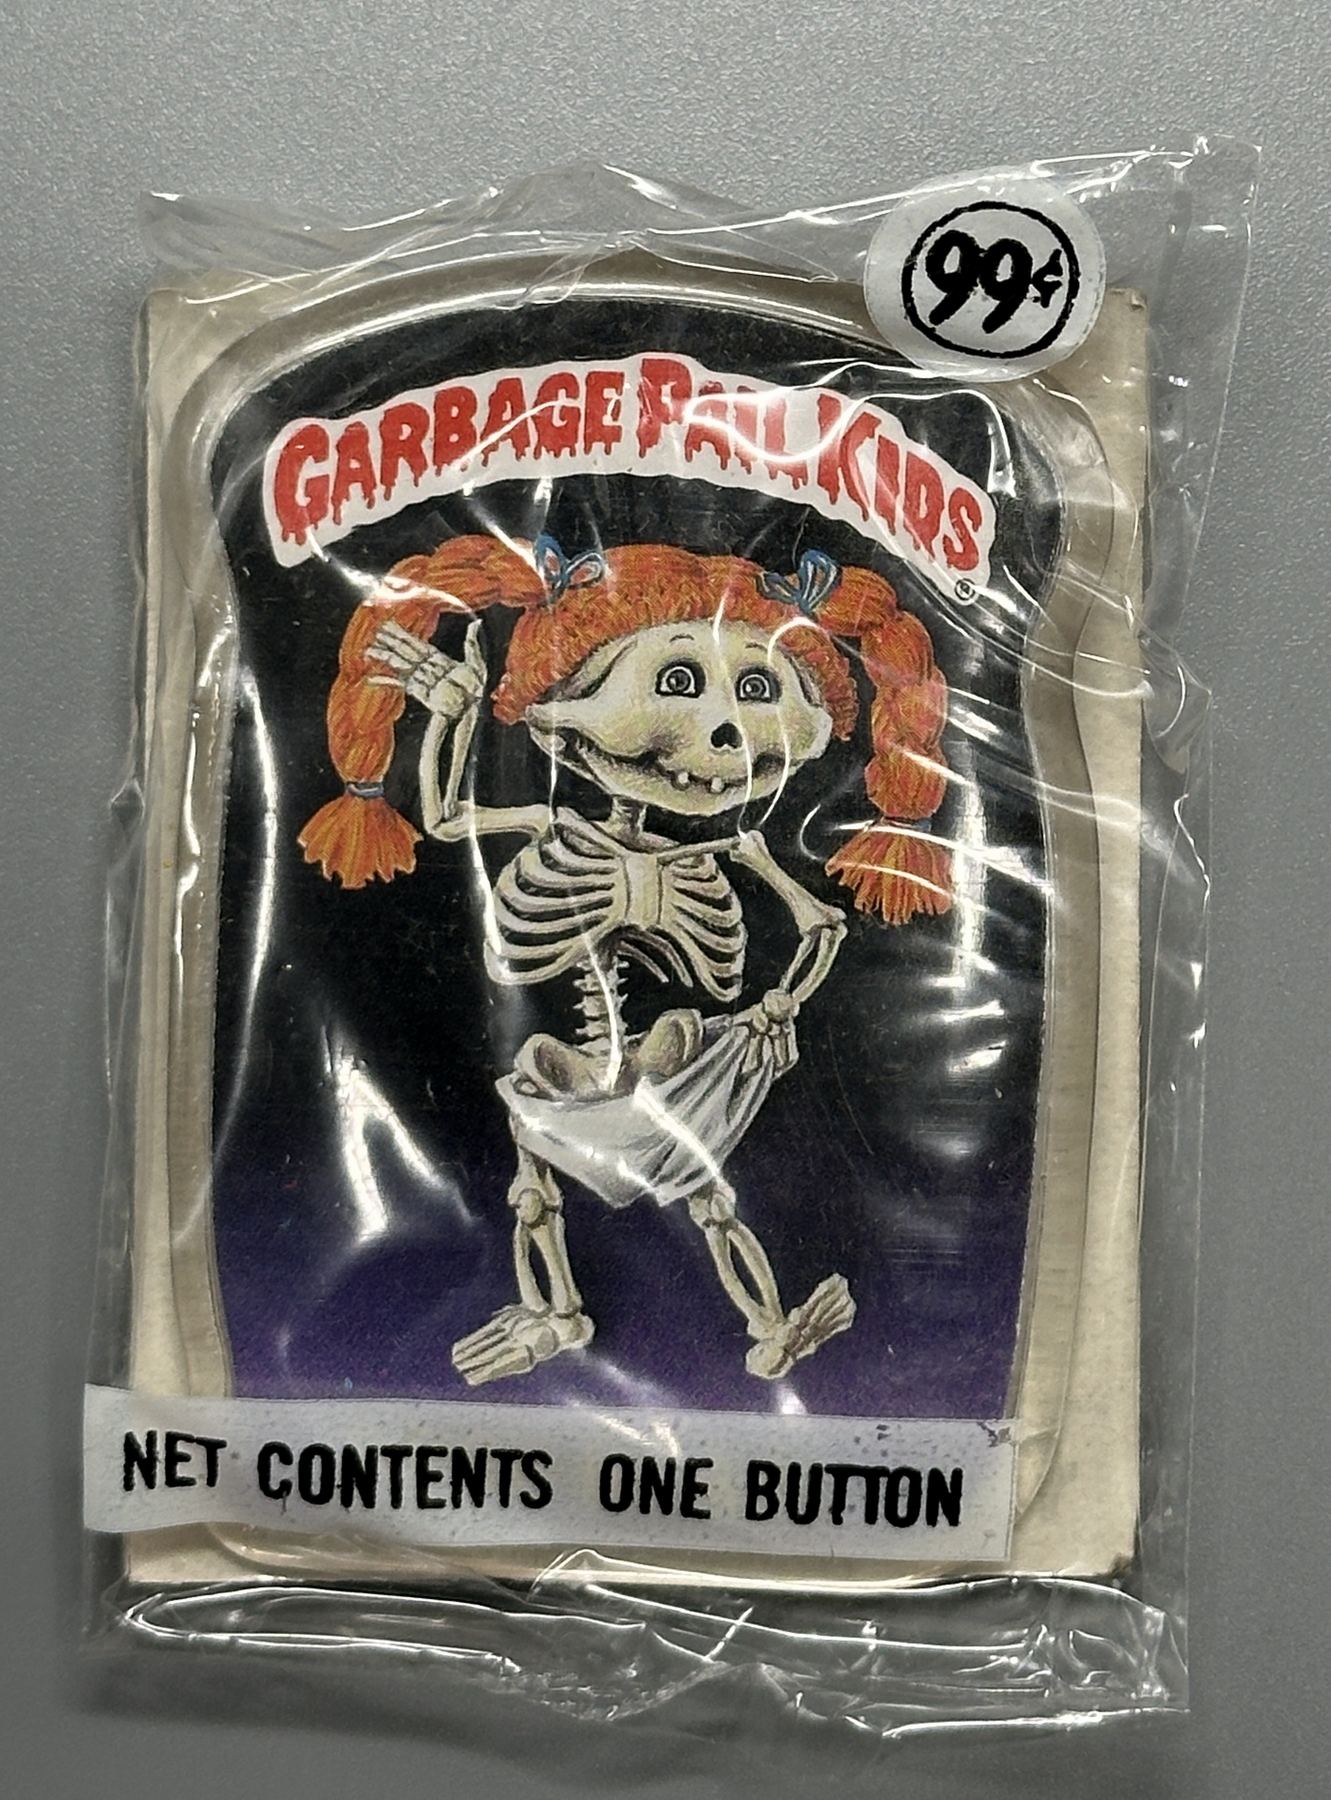 99¢
GARBAGE PAIL KIDS
®
NET CONTENTS ONE BUTTON